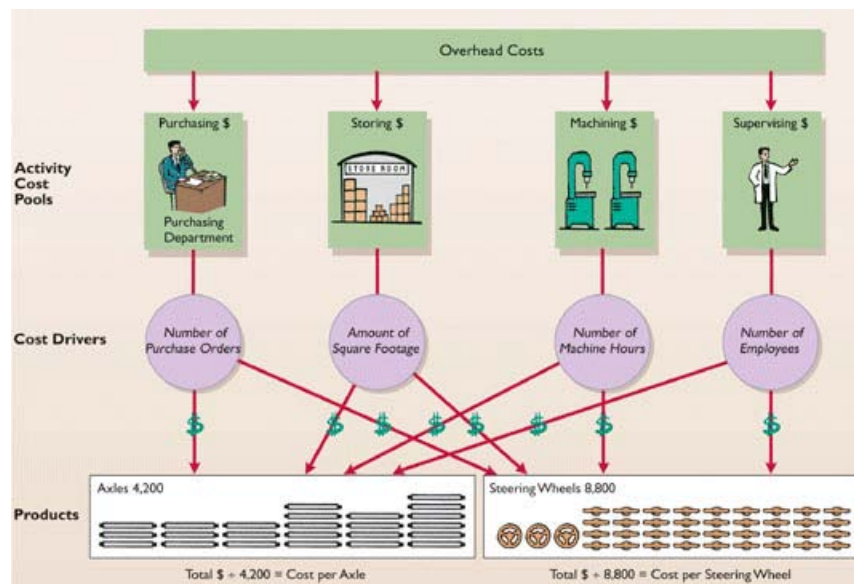 Overhead Costs
Purchasing $
Storing $
Machining $
Supervising $
Activity
Cost
Pools
STORE ROOM
Purchasing
Department
Cost Drivers
Number of
Purchase Orders
Amount of
Square Footage
Number of
Machine Hours
Number of
Employees
$ $ $ $ $ $ $ $
Products
Axles 4,200
Steering Wheels 8,800
Total $ ÷ 4,200 = Cost per Axle
Total $ ÷ 8,800 = Cost per Steering Wheel